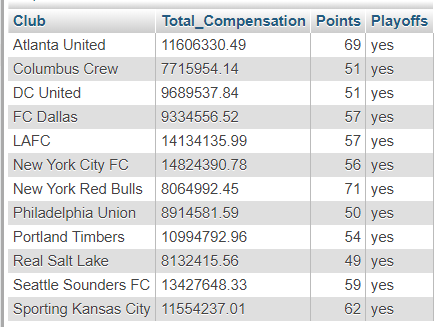 Club Total_Compensation Points Playoffs
Atlanta United 11606330.49 69 yes
Columbus Crew 7715954.14 51 yes
DC United 9689537.84 51 yes
FC Dallas 9334556.52 57 yes
LAFC 14134135.99 57 yes
New York City FC 14824390.78 56 yes
New York Red Bulls 8064992.45 71 yes
Philadelphia Union 8914581.59 50 yes
Portland Timbers 10994792.96 54 yes
Real Salt Lake 8132415.56 49 yes
Seattle Sounders FC 13427648.33 59 yes
Sporting Kansas City 11554237.01 62 yes